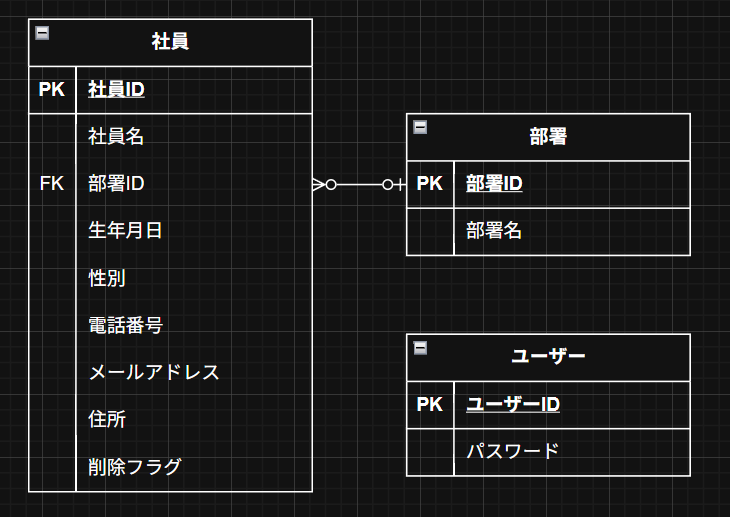 社員
PK 社員ID
社員名
FK 部署ID
生年月日
性別
電話番号
メールアドレス
住所
削除フラグ
部署
PK 部署ID
部署名
ユーザー
PK ユーザーID
パスワード